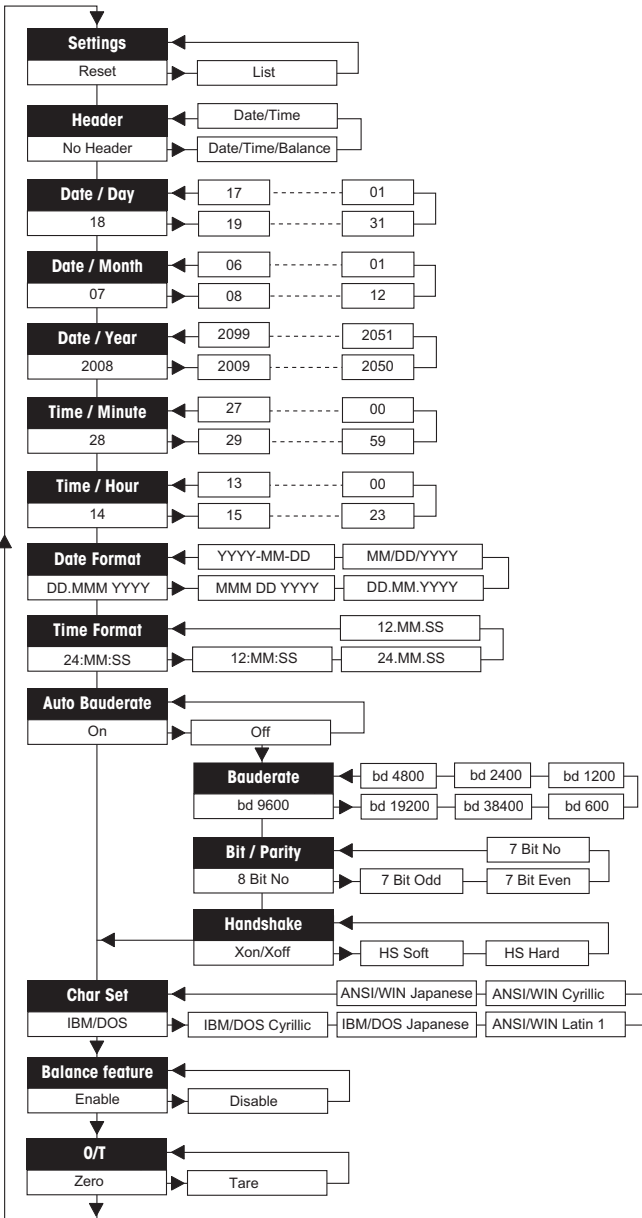 Settings
Reset List
Header Date/Time
No Header Date/Time/Balance
Date / Day 17 01
18 19 31
Date / Month 06 01
07 08 12
Date / Year 2099 2051
2008 2009 2050
Time / Minute 27 00
28 29 59
Time / Hour 13 00
14 15 23
Date Format YYYY-MM-DD MM/DD/YYYY
DD.MMM YYYY MMM DD YYYY DD.MM.YYYY
Time Format 12.MM.SS
24:MM:SS 12:MM:SS 24.MM.SS
Auto Bauderate
On Off
Bauderate bd 4800 bd 2400 bd 1200
bd 9600 bd 19200 bd 38400 bd 600
Bit / Parity 7 Bit No
8 Bit No 7 Bit Odd 7 Bit Even
Handshake
Xon/Xoff HS Soft HS Hard
Char Set ANSI/WIN Japanese ANSI/WIN Cyrillic
IBM/DOS IBM/DOS Cyrillic IBM/DOS Japanese ANSI/WIN Latin 1
Balance feature
Enable Disable
O/T
Zero Tare